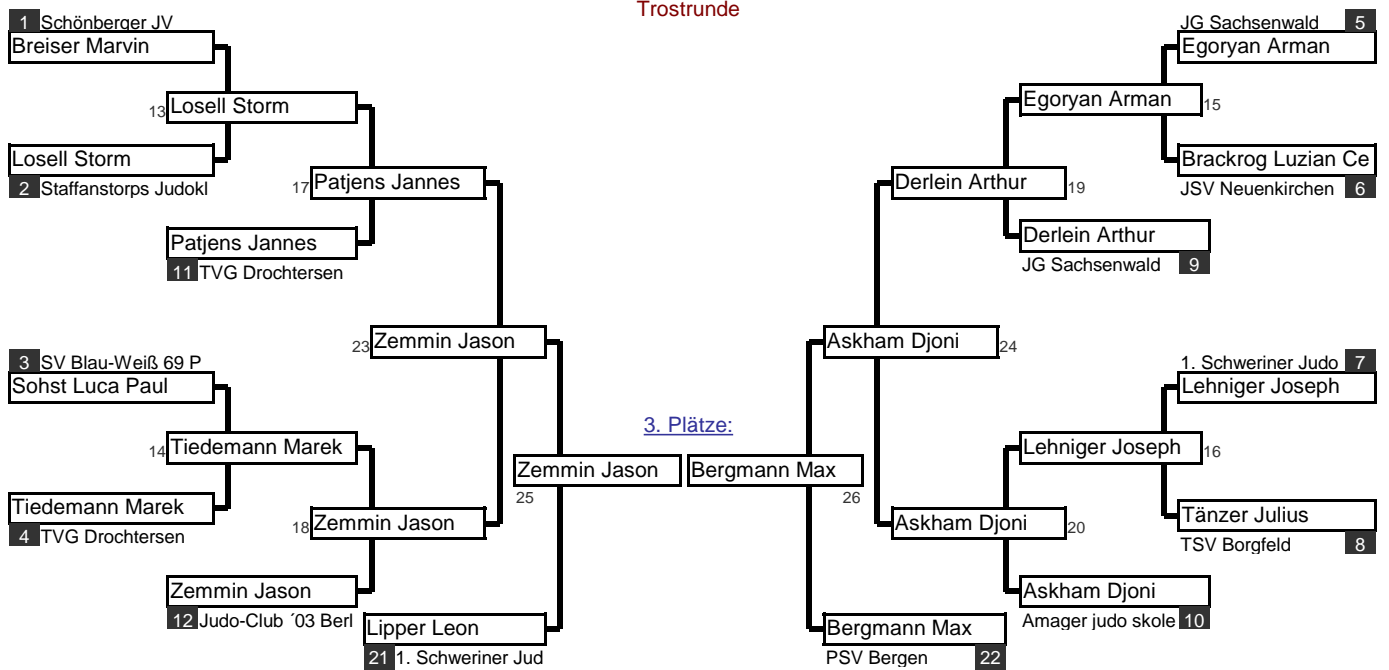 Trostrunde
1 Schönberger JV
Breiser Marvin
13 Losell Storm
Losell Storm
2 Staffanstorps Judokl
17 Patjens Jannes
Patjens Jannes
11 TVG Drochtersen
23 Zemmin Jason
3 SV Blau-Weiß 69 P
Sohst Luca Paul
14 Tiedemann Marek
Tiedemann Marek
4 TVG Drochtersen
18 Zemmin Jason
Zemmin Jason
12 Judo-Club ´03 Berl
Lipper Leon
21 1. Schweriner Jud
3. Plätze:
Zemmin Jason
25
Bergmann Max
26
JG Sachsenwald 5
Egoryan Arman
Egoryan Arman 15
Brackrog Luzian Ce
JSV Neuenkirchen 6
Derlein Arthur 19
Derlein Arthur
JG Sachsenwald 9
Askham Djoni 24
1. Schweriner Judo 7
Lehniger Joseph
Lehniger Joseph 16
Tänzer Julius
TSV Borgfeld 8
Askham Djoni 20
Askham Djoni
Amager judo skole 10
Bergmann Max
PSV Bergen 22